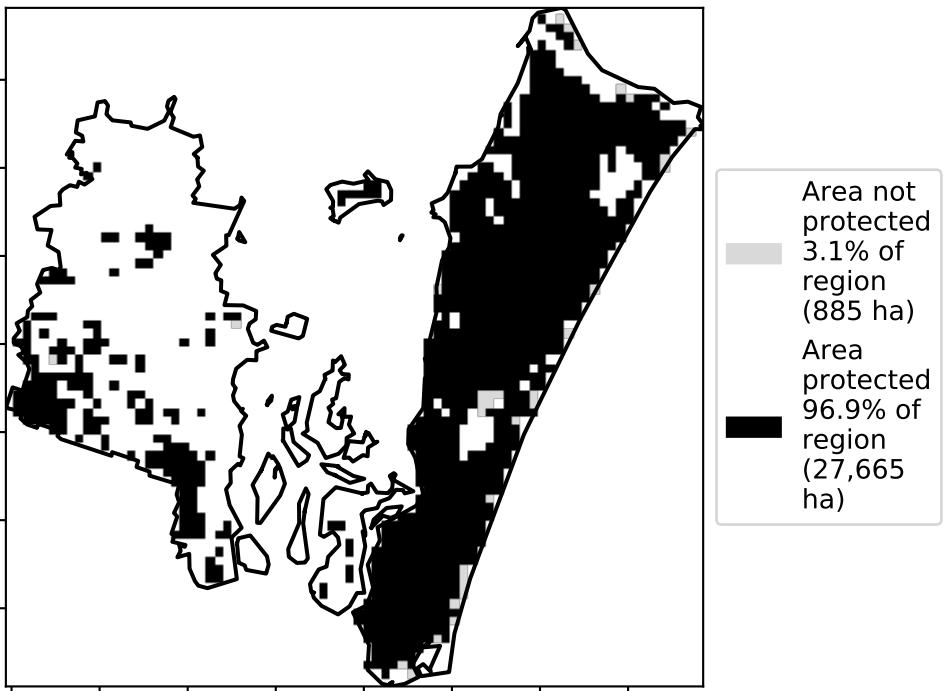 Area not
protected
3.1% of
region
(885 ha)
Area
protected
96.9% of
region
(27,665
ha)